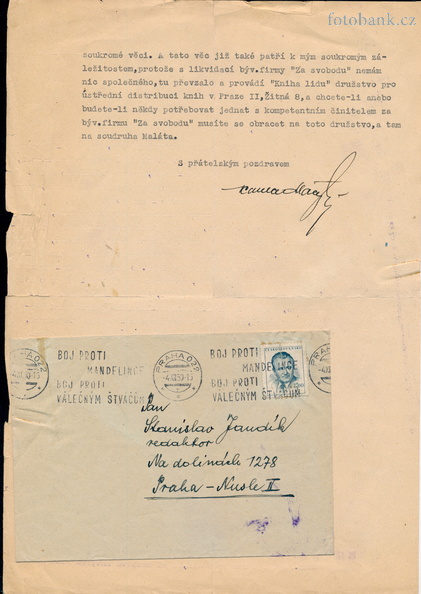 fotobank.cz
soukromé věci. A tato věc již také patří k mým soukromým zá-
ležitostem, protože s likvidací býv.firmy "Za svobodu" nemám
nic společného, tu převzalo a provádí "Kniha lidu" družstvo pro
ústřední distribuci knih v Praze II, Žitná 8, a chcete-li anebo
budete-li někdy potřebovat jednat s kompetentním činitelem za
býv.firmu "Za svobodu" musíte se obracet na toto družstvo, a tam
na soudruha Maláta.
S přátelským pozdravem
PRAHA 022
BOJ PROTI
MANDELINCE
BOJ PROTI
VÁLEČNÝM ŠTVÁČŮM
PRAHA 022
BOJ PROTI
MANDELINCE
BOJ PROTI
VÁLEČNÝM ŠTVÁČŮM
Pan
Stanislav Jandík
redaktor
Na dolinách 1278
Praha - Nusle II